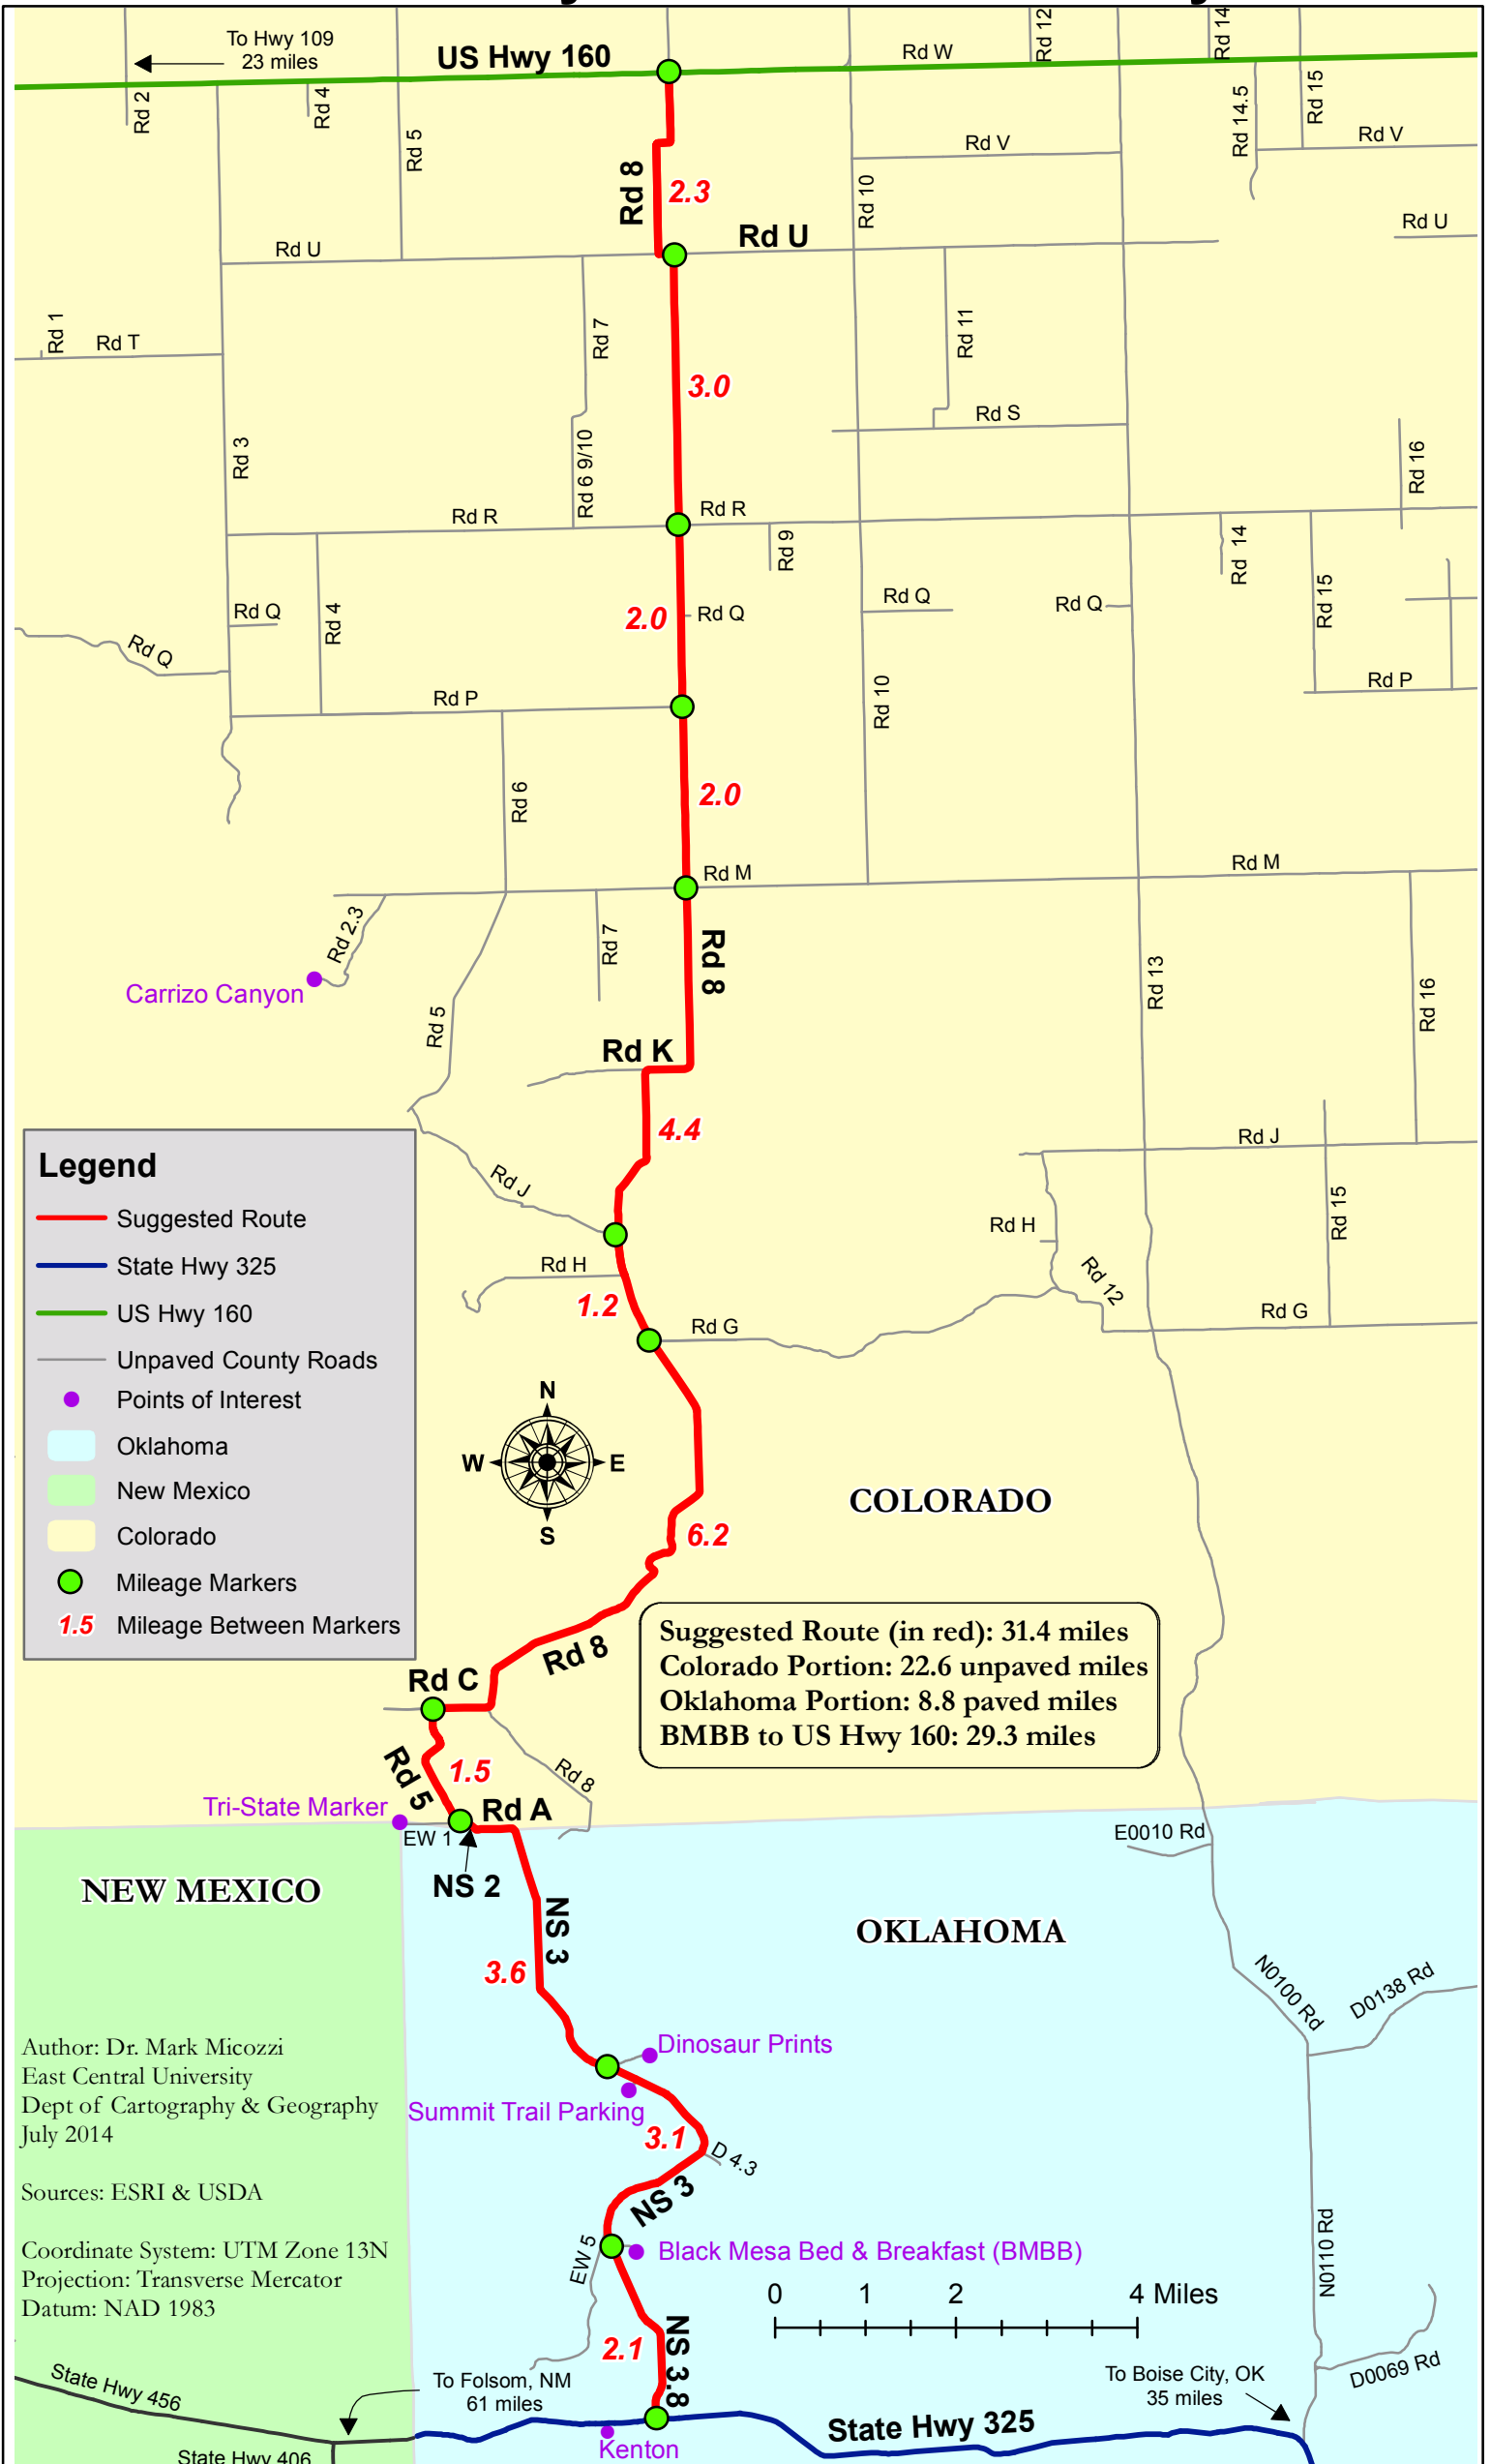 To Hwy 109
23 miles
US Hwy 160
Rd W
Rd 12
Rd 14
Rd 2
Rd 4
Rd 5
Rd 14.5
Rd 15
Rd V
Rd V
Rd 8
2.3
Rd 10
Rd U
Rd U
Rd U
Rd 1
Rd T
Rd 7
Rd 11
3.0
Rd S
Rd 3
Rd 6 9/10
Rd 16
Rd R
Rd R
Rd 9
Rd 14
Rd Q
Rd 4
2.0
Rd Q
Rd Q
Rd Q
Rd 15
Rd Q
Rd P
Rd 10
Rd P
Rd 6
2.0
Rd M
Rd M
Rd 2.3
Rd 7
Rd 8
Carrizo Canyon
Rd 5
Rd 13
Rd 16
Rd K
4.4
Rd J
Rd J
Rd H
Rd 15
Rd H
Rd 12
1.2
Rd G
Rd G
Legend
Suggested Route
State Hwy 325
US Hwy 160
Unpaved County Roads
Points of Interest
Oklahoma
New Mexico
Colorado
Mileage Markers
1.5 Mileage Between Markers
N
W
E
S
COLORADO
6.2
Rd 8
Suggested Route (in red): 31.4 miles
Colorado Portion: 22.6 unpaved miles
Oklahoma Portion: 8.8 paved miles
BMBB to US Hwy 160: 29.3 miles
Rd C
Rd 5
1.5
Rd 8
Tri-State Marker
Rd A
EW 1
E0010 Rd
NS 2
NEW MEXICO
OKLAHOMA
NS 3
3.6
N0100 Rd
D0138 Rd
Author: Dr. Mark Micozzi
East Central University
Dept of Cartography & Geography
July 2014
Sources: ESRI & USDA
Coordinate System: UTM Zone 13N
Projection: Transverse Mercator
Datum: NAD 1983
Dinosaur Prints
Summit Trail Parking
3.1
D 4.3
NS 3
EW 5
Black Mesa Bed & Breakfast (BMBB)
N0110 Rd
0 1 2 4 Miles
2.1
NS 3.8
D0069 Rd
State Hwy 456
To Folsom, NM
61 miles
To Boise City, OK
35 miles
State Hwy 325
Kenton
State Hwy 406